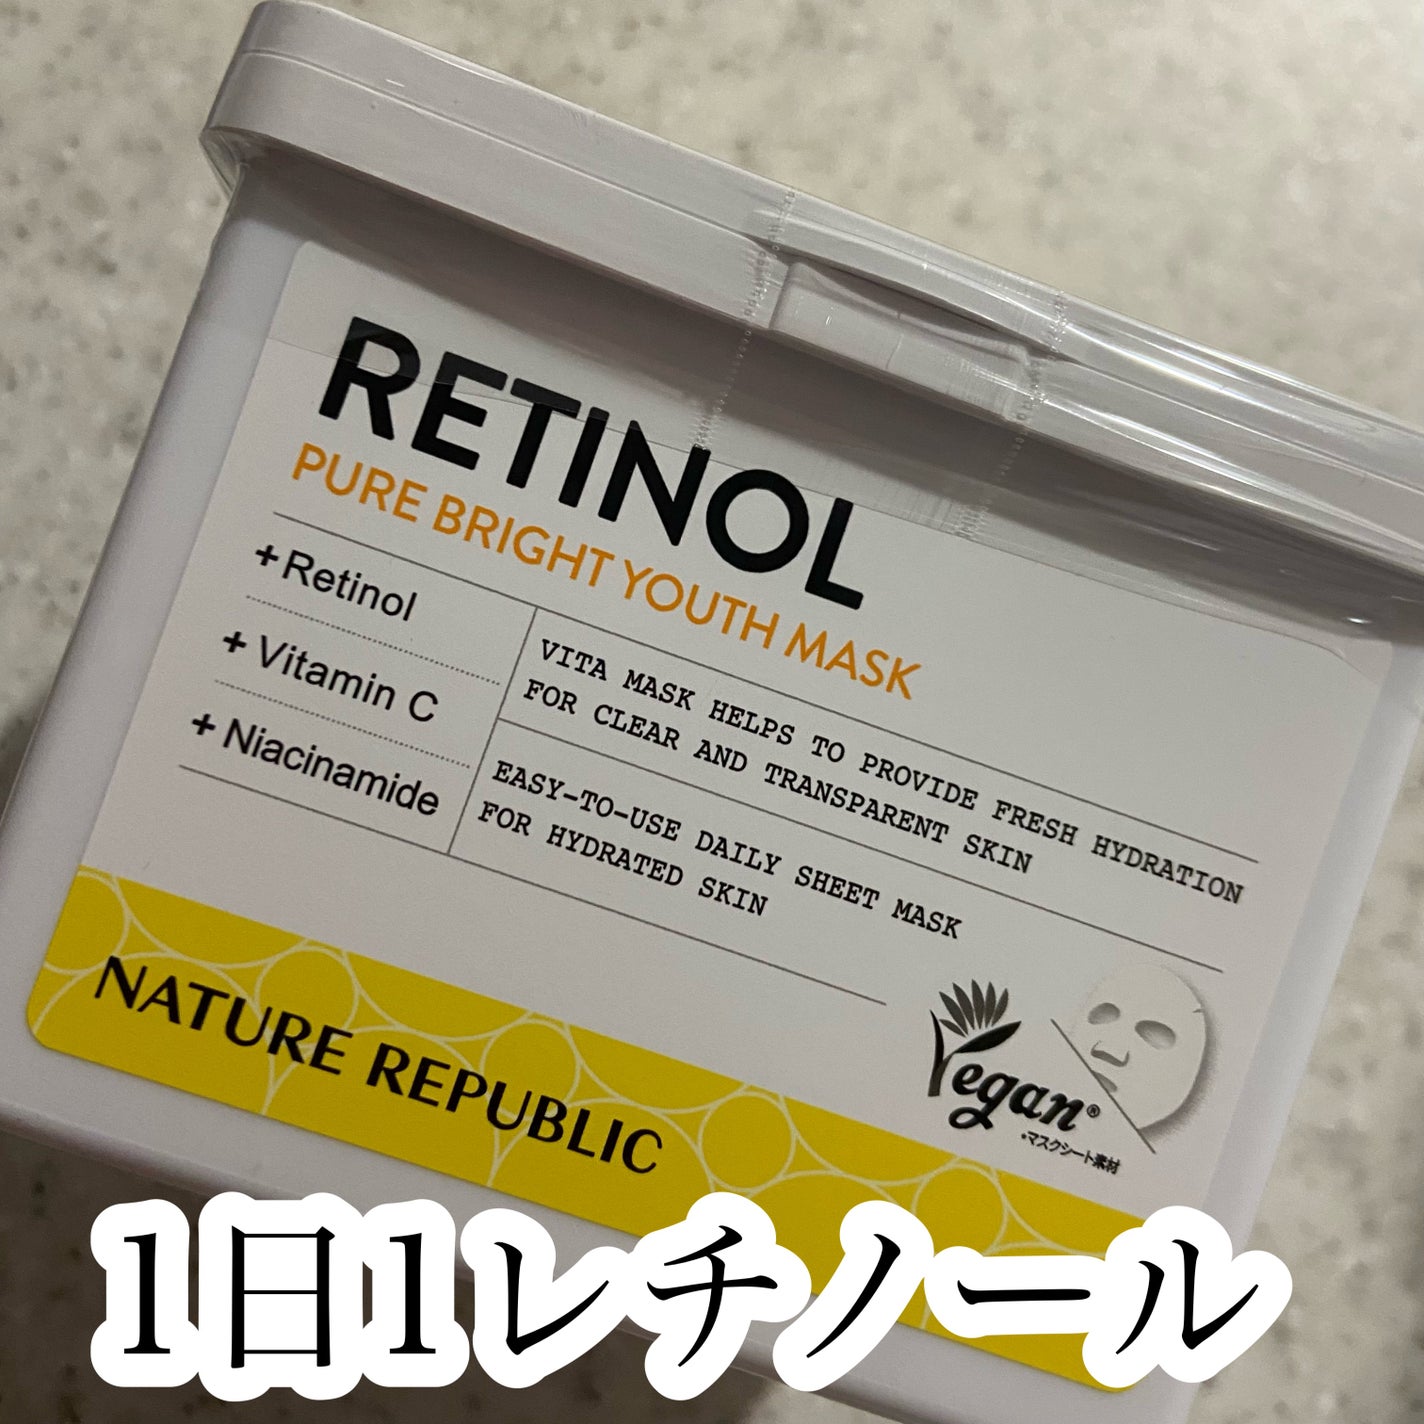 RETINOL
PURE BRIGHT YOUTH MASK
+Retinol
+Vitamin C
+Niacinamide
VITA MASK HELPS TO PROVIDE FRESH HYDRATION
FOR CLEAR AND TRANSPARENT SKIN
EASY-TO-USE DAILY SHEET MASK
FOR HYDRATED SKIN
Vegan®
*マスクシート素材
NATURE REPUBLIC
1日1レチノール